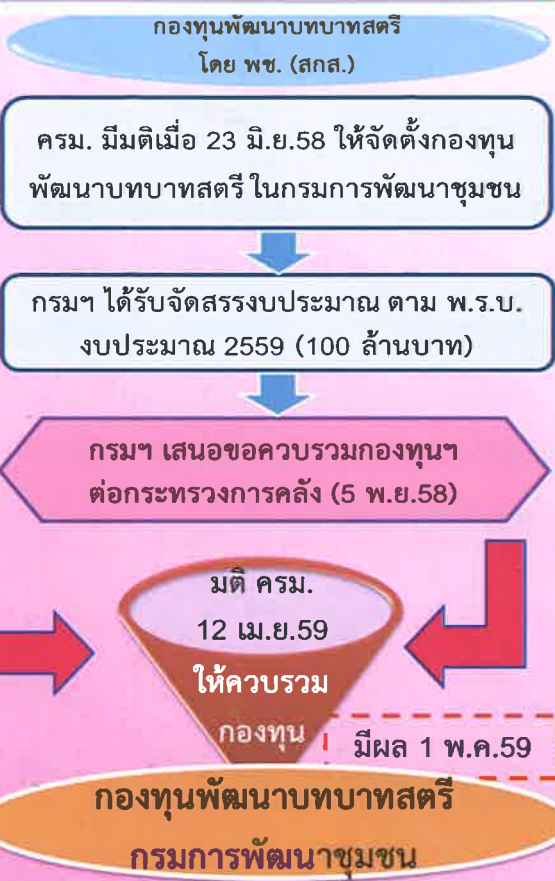 กองทุนพัฒนาบทบาทสตรี
โดย พช. (สกส.)
ครม. มีมติเมื่อ 23 มิ.ย.58 ให้จัดตั้งกองทุน
พัฒนาบทบาทสตรี ในกรมการพัฒนาชุมชน
กรมฯ ได้รับจัดสรรงบประมาณ ตาม พ.ร.บ.
งบประมาณ 2559 (100 ล้านบาท)
กรมฯ เสนอขอควบรวมกองทุนฯ
ต่อกระทรวงการคลัง (5 พ.ย.58)
มติ ครม.
12 เม.ย.59
ให้ควบรวม
กองทุน
มีผล 1 พ.ค.59
กองทุนพัฒนาบทบาทสตรี
กรมการพัฒนาชุมชน